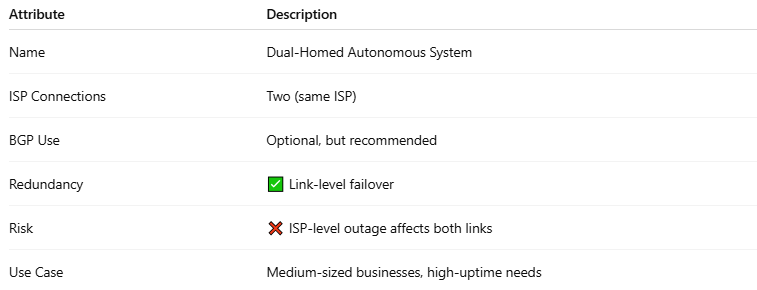 Attribute Description
Name Dual-Homed Autonomous System
ISP Connections Two (same ISP)
BGP Use Optional, but recommended
Redundancy ✅ Link-level failover
Risk ❌ ISP-level outage affects both links
Use Case Medium-sized businesses, high-uptime needs